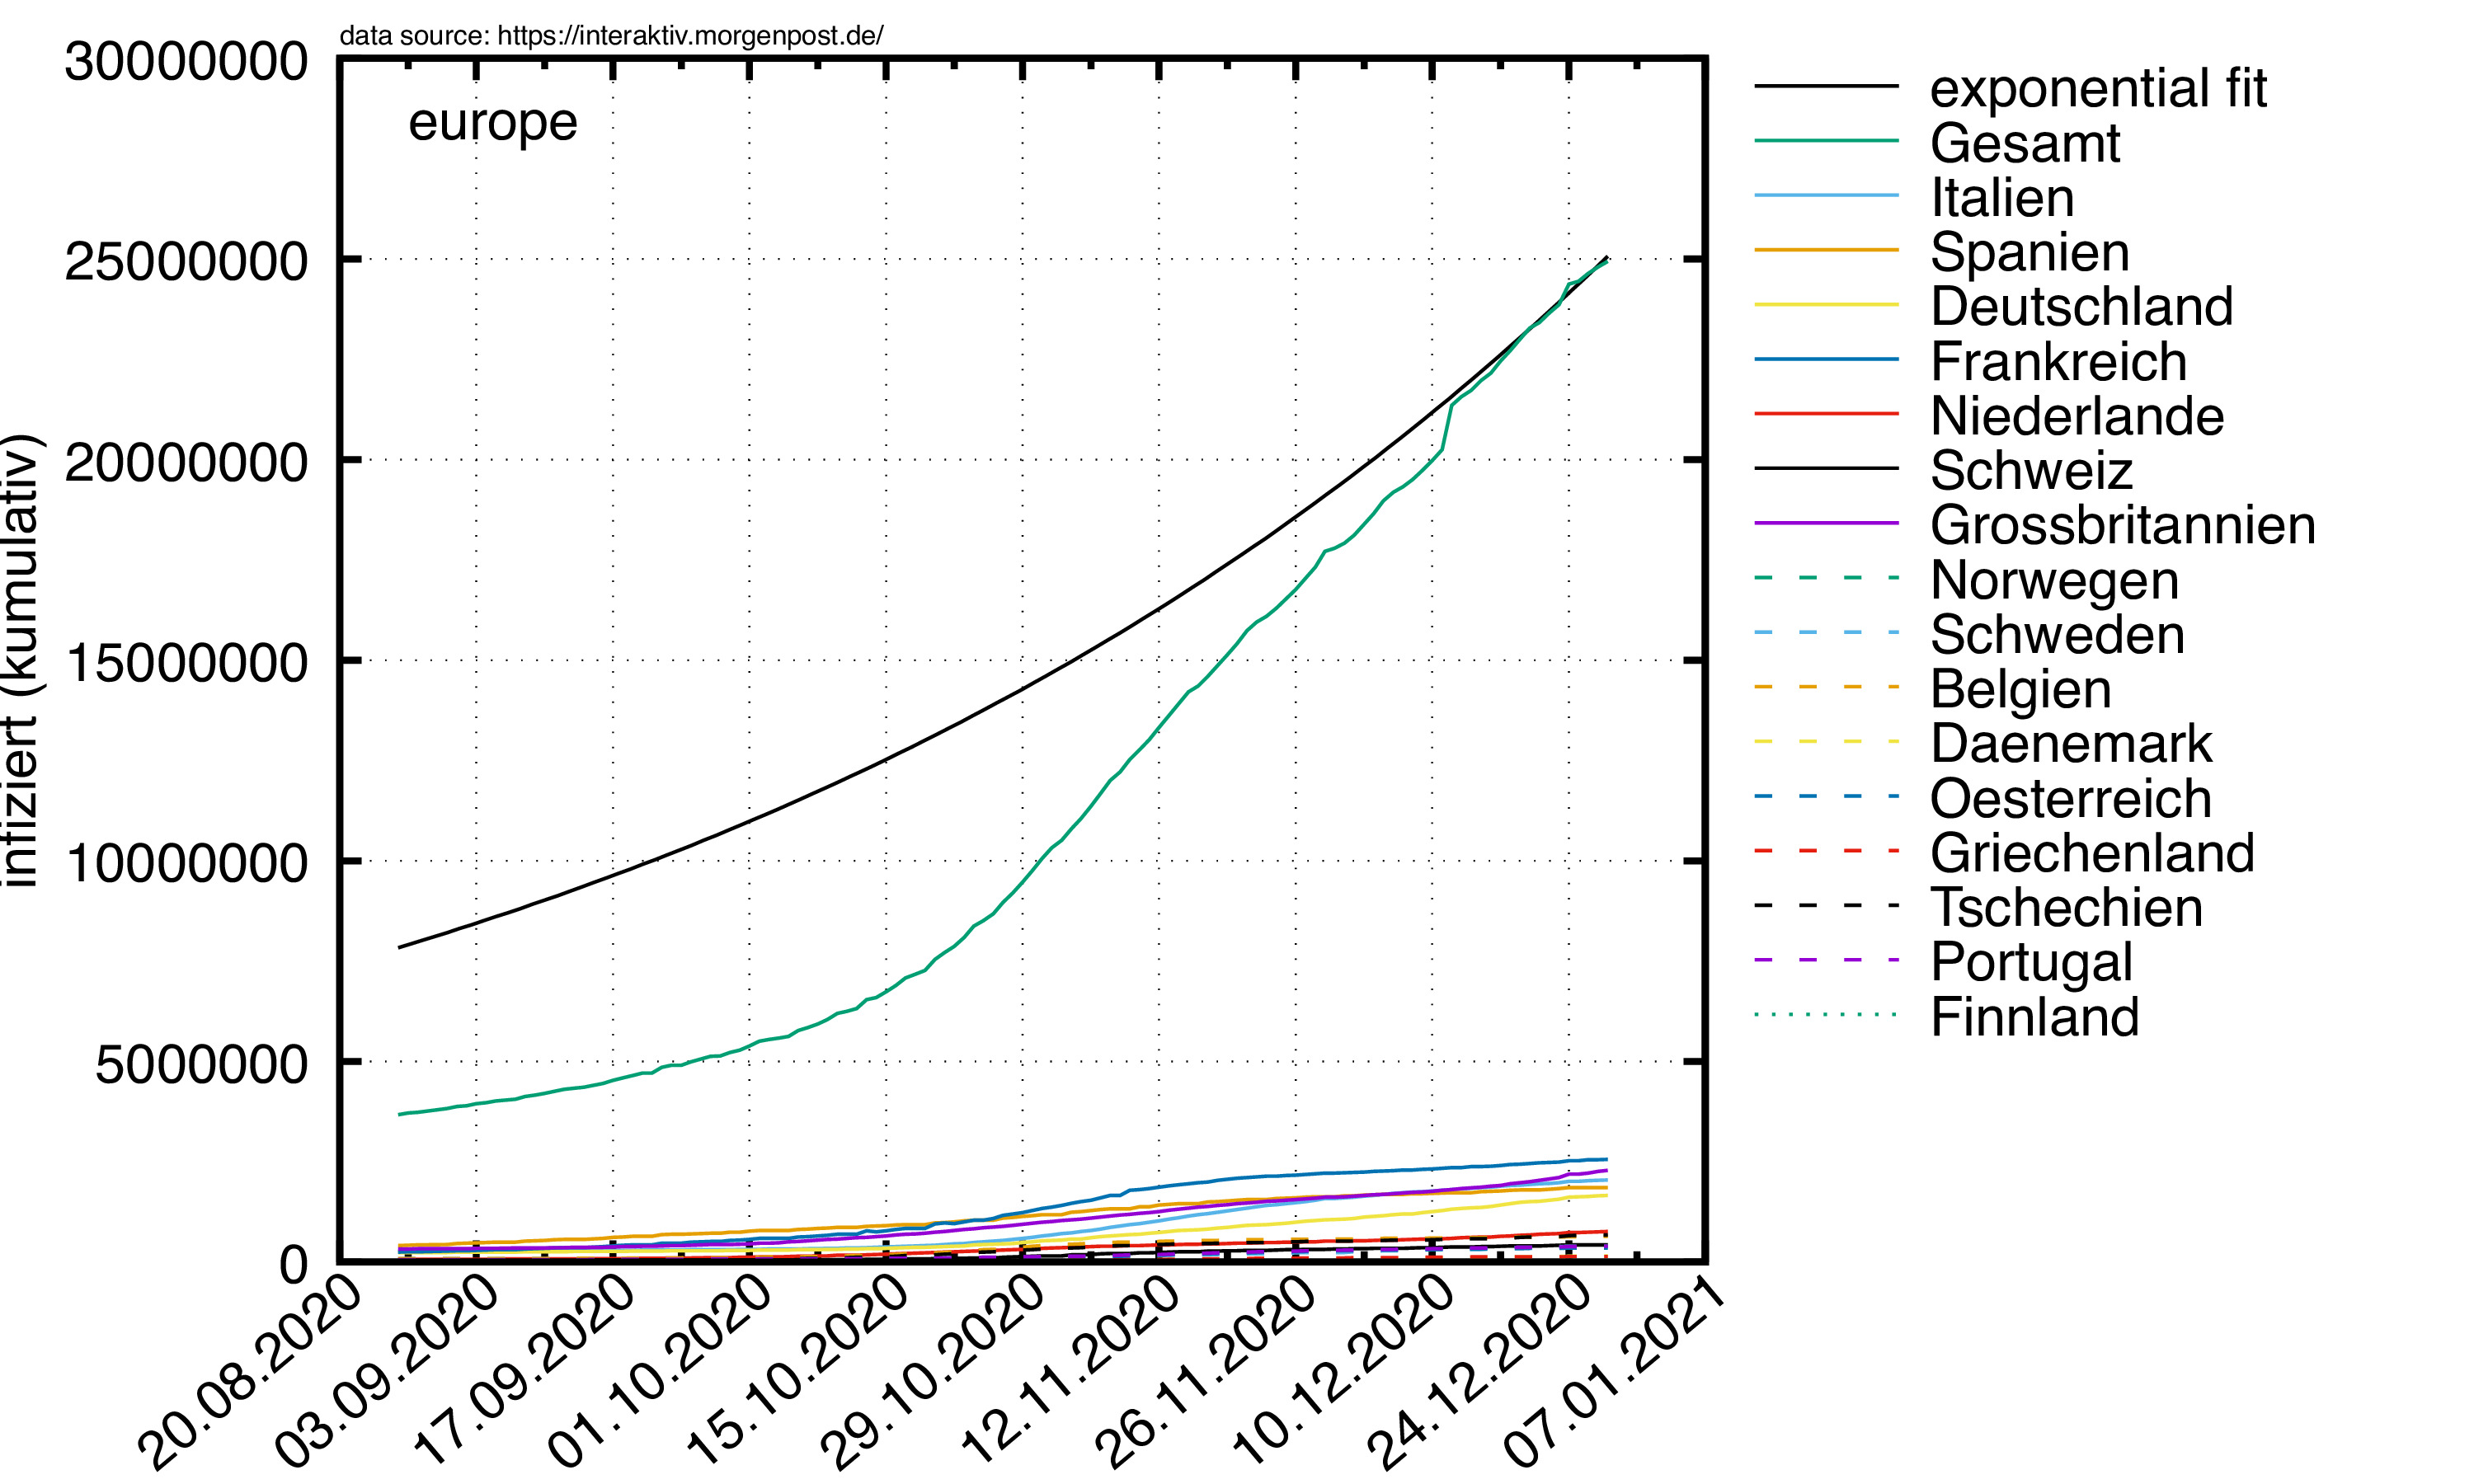 data source: https://interaktiv.morgenpost.de/
30000000
25000000
20000000
15000000
10000000
5000000
0
infiziert (kumulativ)
europe
20.08.2020
03.09.2020
17.09.2020
01.10.2020
15.10.2020
29.10.2020
12.11.2020
26.11.2020
10.12.2020
24.12.2020
07.01.2021
exponential fit
Gesamt
Italien
Spanien
Deutschland
Frankreich
Niederlande
Schweiz
Grossbritannien
Norwegen
Schweden
Belgien
Daenemark
Oesterreich
Griechenland
Tschechien
Portugal
Finnland